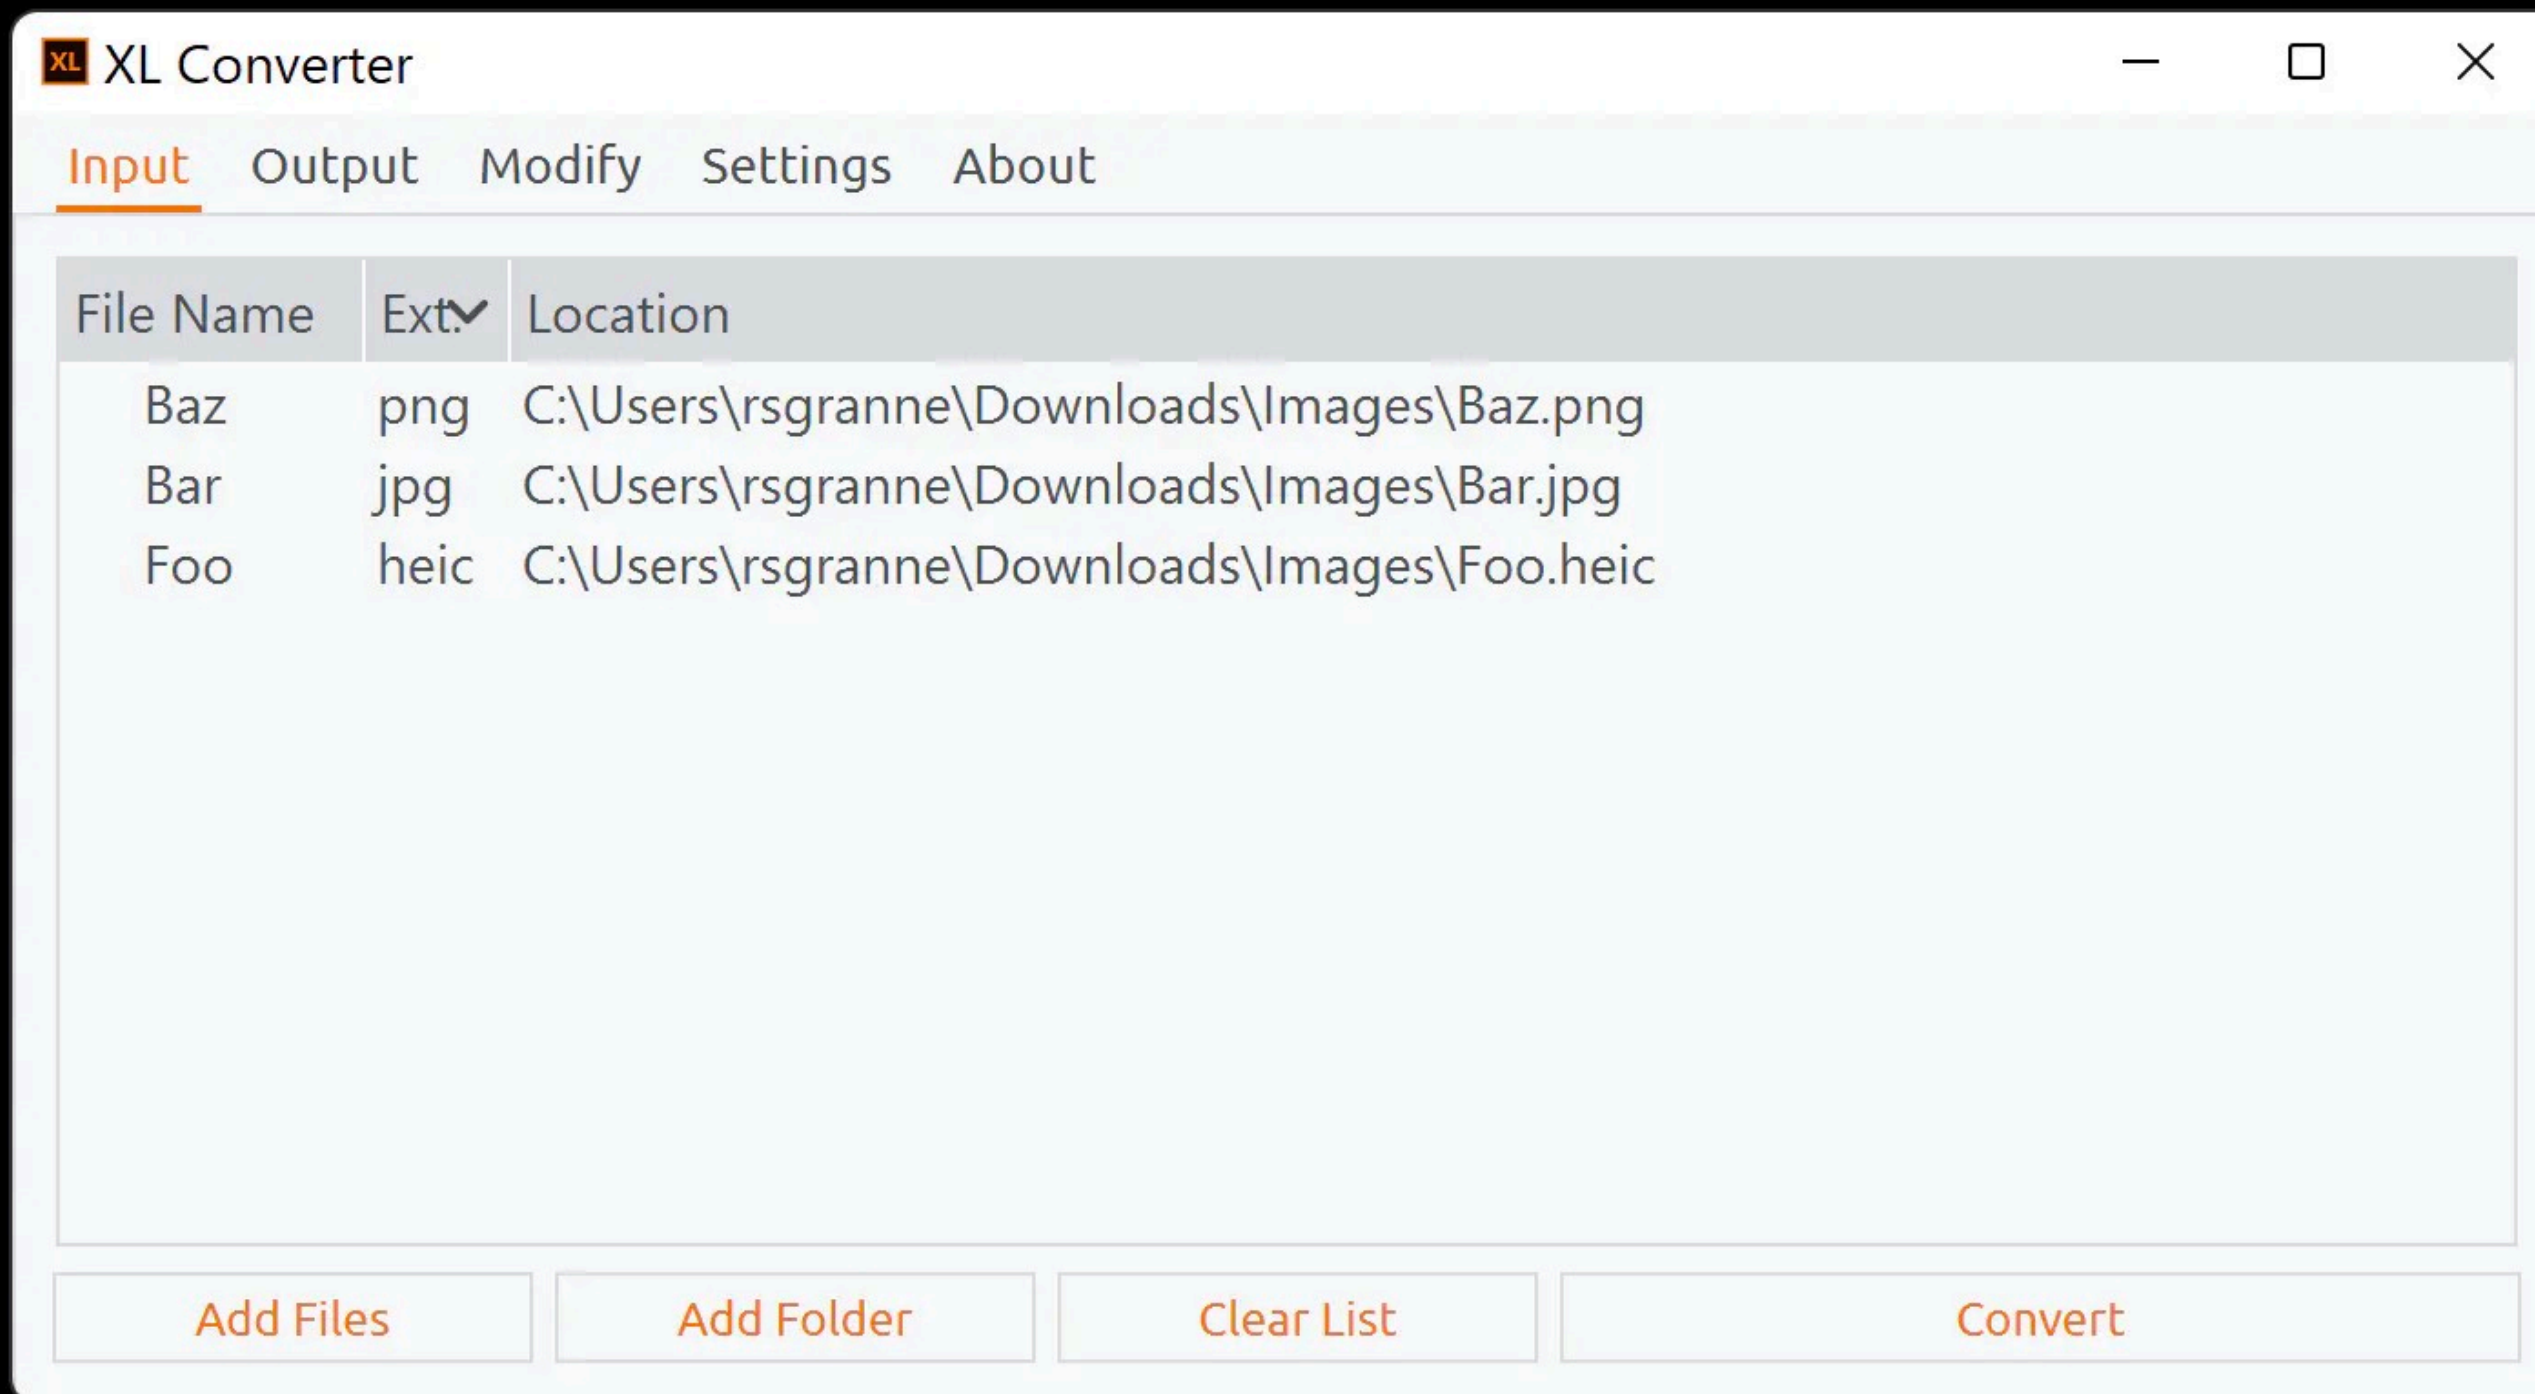 XL XL Converter
Input Output Modify Settings About
File Name Ext. Location
Baz png C:\Users\rsgranne\Downloads\Images\Baz.png
Bar jpg C:\Users\rsgranne\Downloads\Images\Bar.jpg
Foo heic C:\Users\rsgranne\Downloads\Images\Foo.heic
Add Files Add Folder Clear List Convert